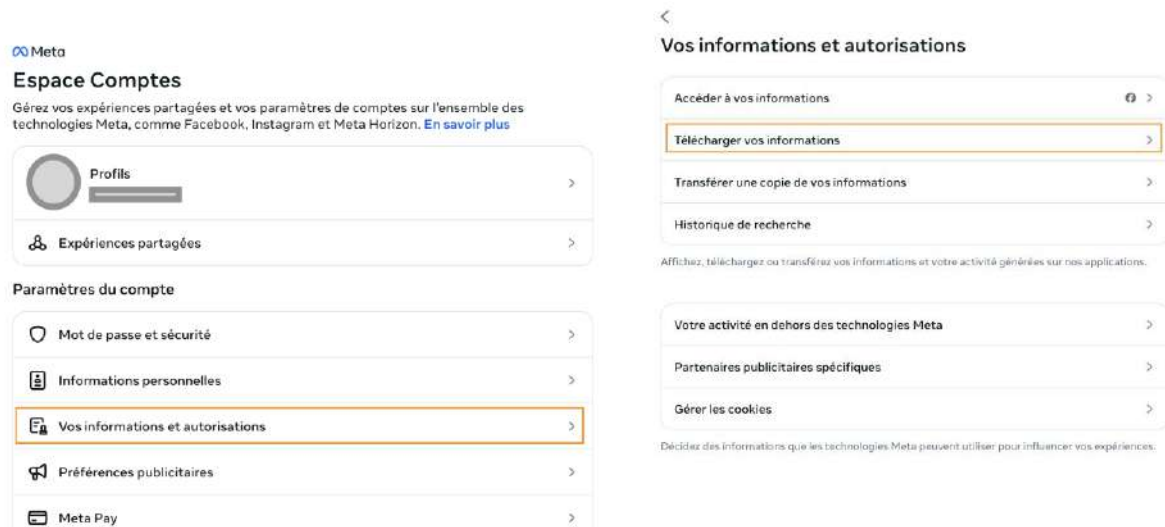 Meta
Espace Comptes
Gérez vos expériences partagées et vos paramètres de comptes sur l'ensemble des
technologies Meta, comme Facebook, Instagram et Meta Horizon. En savoir plus
Profils
Expériences partagées
Paramètres du compte
Mot de passe et sécurité
Informations personnelles
Vos informations et autorisations
Préférences publicitaires
Meta Pay
Vos informations et autorisations
Accéder à vos informations
Télécharger vos informations
Transférer une copie de vos informations
Historique de recherche
Affichez, téléchargez ou transférez vos informations et votre activité générées sur nos applications.
Votre activité en dehors des technologies Meta
Partenaires publicitaires spécifiques
Gérer les cookies
Décidez des informations que les technologies Meta peuvent utiliser pour influencer vos expériences.